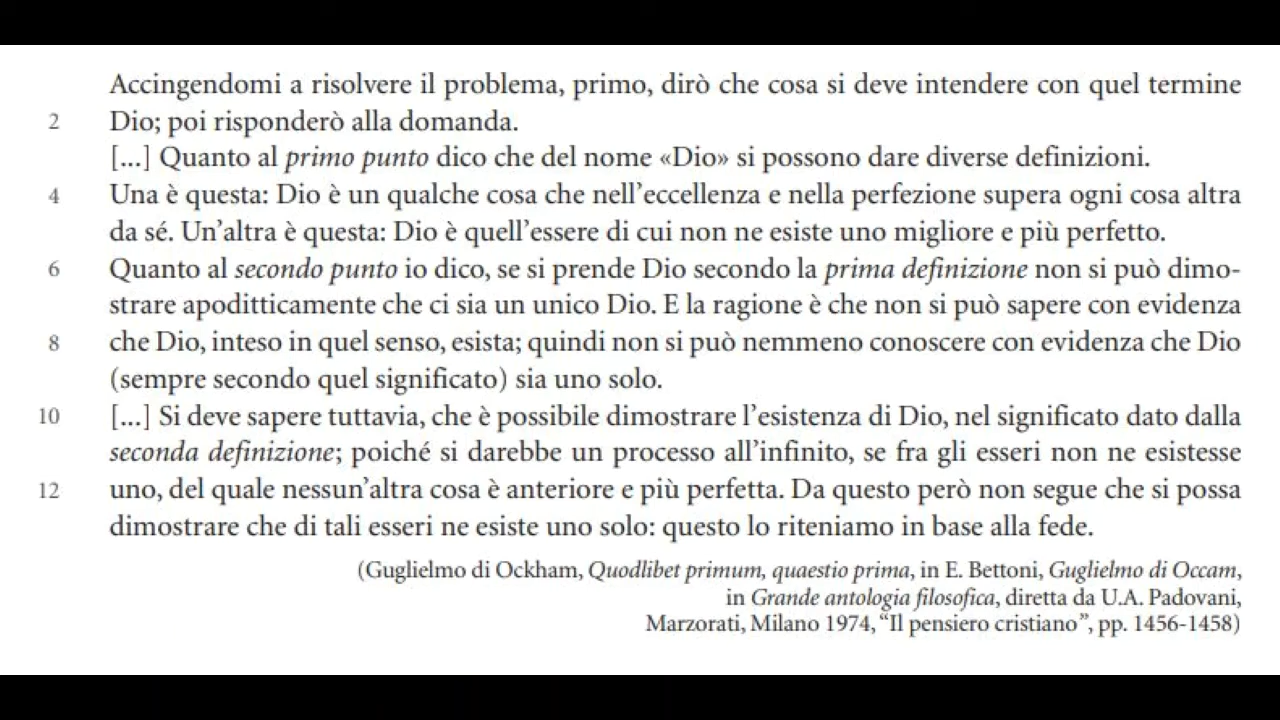 Accingendomi a risolvere il problema, primo, dirò che cosa si deve intendere con quel termine
2 Dio; poi risponderò alla domanda.
[...] Quanto al primo punto dico che del nome «Dio» si possono dare diverse definizioni.
4 Una è questa: Dio è un qualche cosa che nell'eccellenza e nella perfezione supera ogni cosa altra
da sé. Un'altra è questa: Dio è quell'essere di cui non ne esiste uno migliore e più perfetto.
6 Quanto al secondo punto io dico, se si prende Dio secondo la prima definizione non si può dimo-
strare apoditticamente che ci sia un unico Dio. E la ragione è che non si può sapere con evidenza
8 che Dio, inteso in quel senso, esista; quindi non si può nemmeno conoscere con evidenza che Dio
(sempre secondo quel significato) sia uno solo.
10 [...] Si deve sapere tuttavia, che è possibile dimostrare l'esistenza di Dio, nel significato dato dalla
seconda definizione; poiché si darebbe un processo all'infinito, se fra gli esseri non ne esistesse
12 uno, del quale nessun'altra cosa è anteriore e più perfetta. Da questo però non segue che si possa
dimostrare che di tali esseri ne esiste uno solo: questo lo riteniamo in base alla fede.
(Guglielmo di Ockham, Quodlibet primum, quaestio prima, in E. Bettoni, Guglielmo di Occam,
in Grande antologia filosofica, diretta da U.A. Padovani,
Marzorati, Milano 1974, "Il pensiero cristiano", pp. 1456-1458)